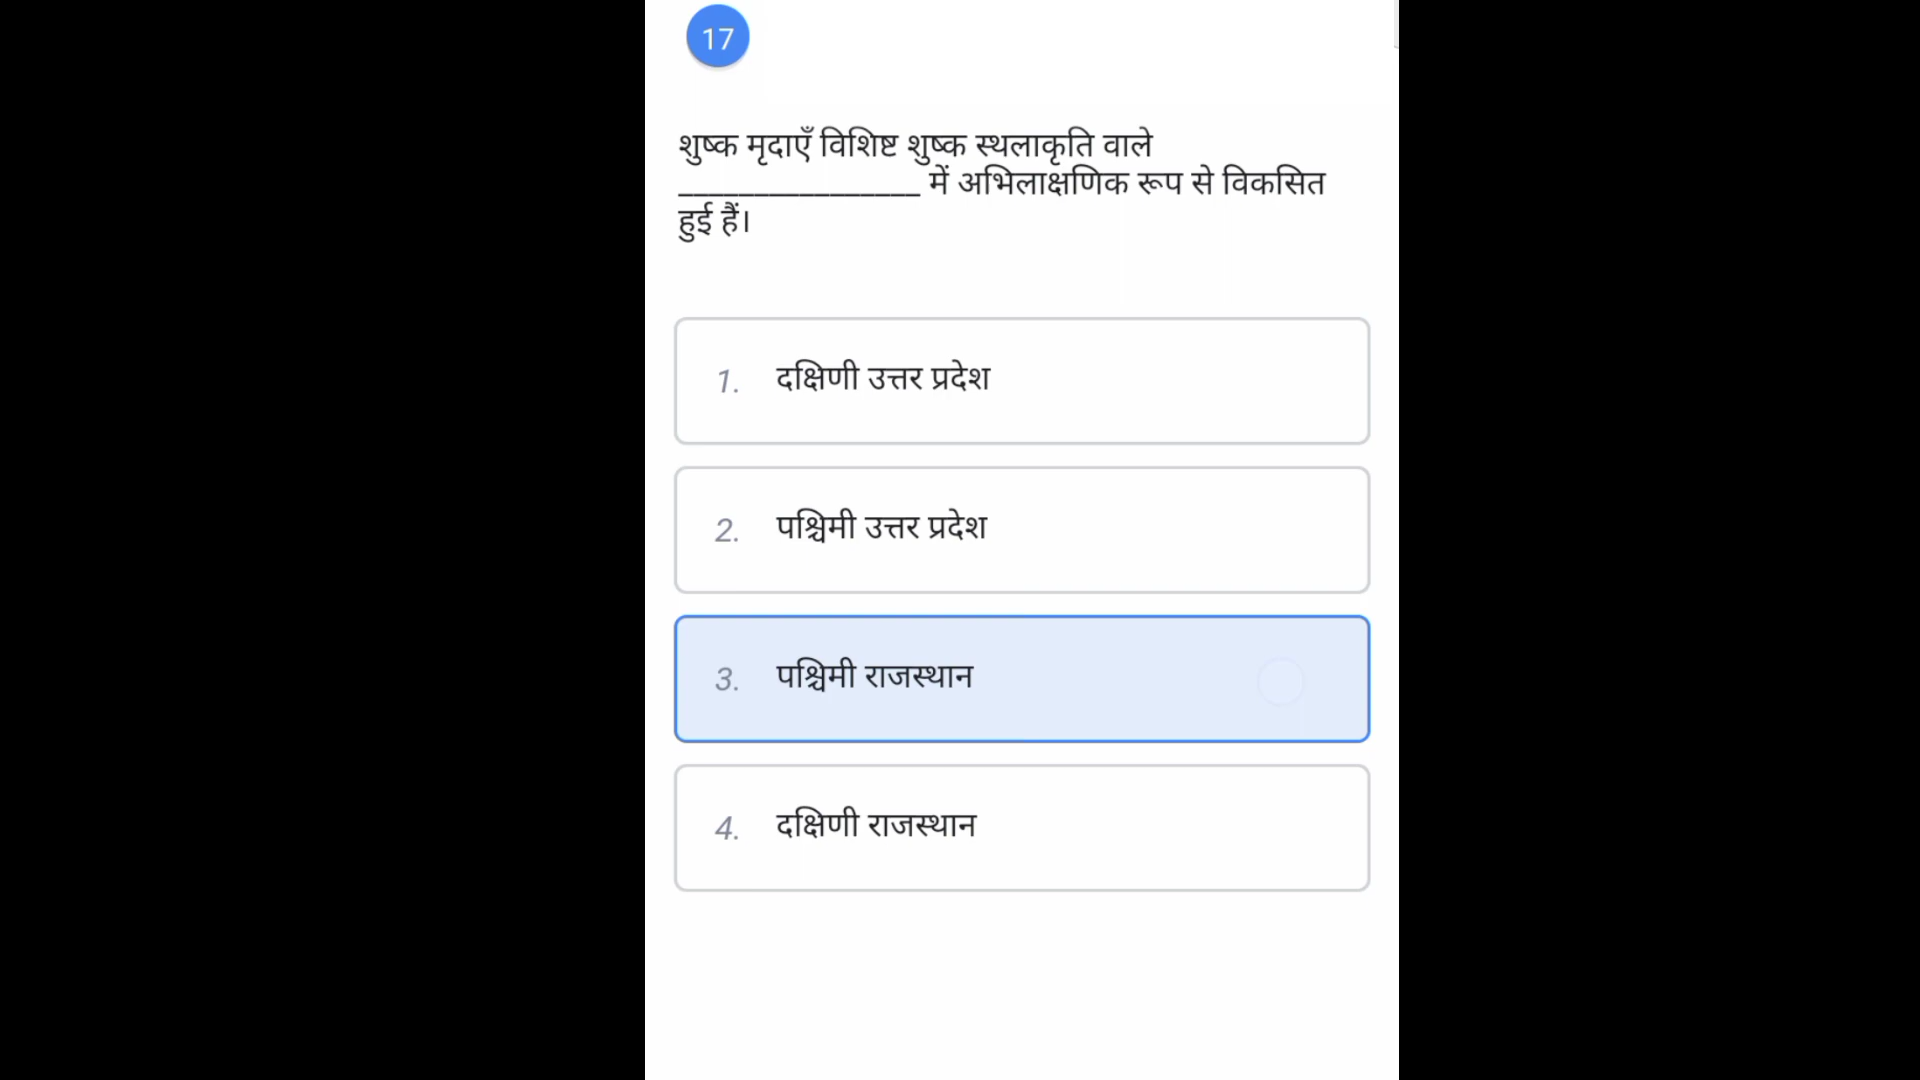 17
शुष्क मृदाएँ विशिष्ट शुष्क स्थलाकृति वाले
________________ में अभिलाक्षणिक रूप से विकसित
हुई हैं।
1. दक्षिणी उत्तर प्रदेश
2. पश्चिमी उत्तर प्रदेश
3. पश्चिमी राजस्थान
4. दक्षिणी राजस्थान